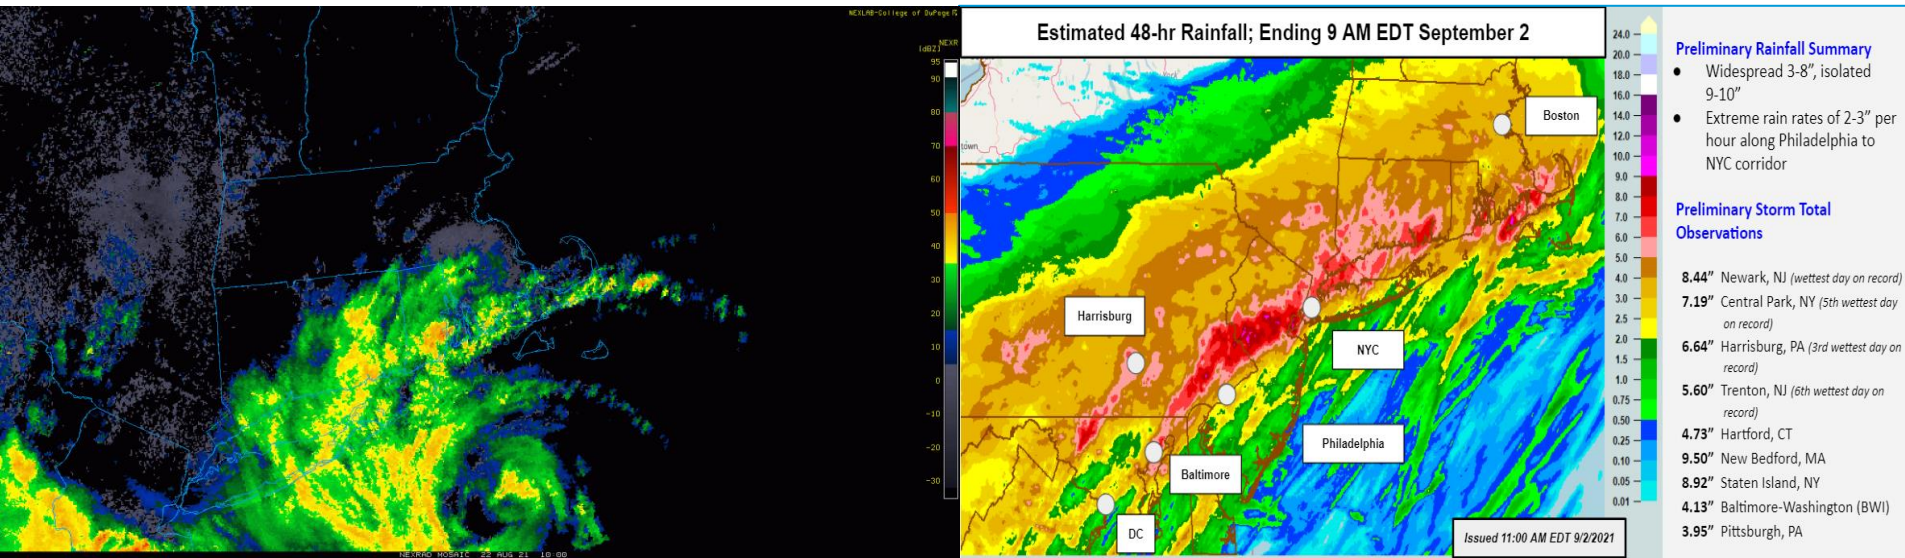 NEXLAB-College of DuPage
NEXR
[dBZ]
95
90
80
70
60
50
40
30
20
10
0
-10
-20
-30
NEXRAD MOSAIC 22 AUG 21 10:00
Estimated 48-hr Rainfall; Ending 9 AM EDT September 2
town
Boston
Harrisburg
NYC
Philadelphia
Baltimore
DC
Issued 11:00 AM EDT 9/2/2021
24.0
20.0
18.0
16.0
14.0
12.0
10.0
9.0
8.0
7.0
6.0
5.0
4.0
3.0
2.5
2.0
1.5
1.0
0.75
0.50
0.25
0.10
0.05
0.01
Preliminary Rainfall Summary
● Widespread 3-8”, isolated
9-10”
● Extreme rain rates of 2-3” per
hour along Philadelphia to
NYC corridor
Preliminary Storm Total
Observations
8.44” Newark, NJ (wettest day on record)
7.19” Central Park, NY (5th wettest day
on record)
6.64” Harrisburg, PA (3rd wettest day on
record)
5.60” Trenton, NJ (6th wettest day on
record)
4.73” Hartford, CT
9.50” New Bedford, MA
8.92” Staten Island, NY
4.13” Baltimore-Washington (BWI)
3.95” Pittsburgh, PA